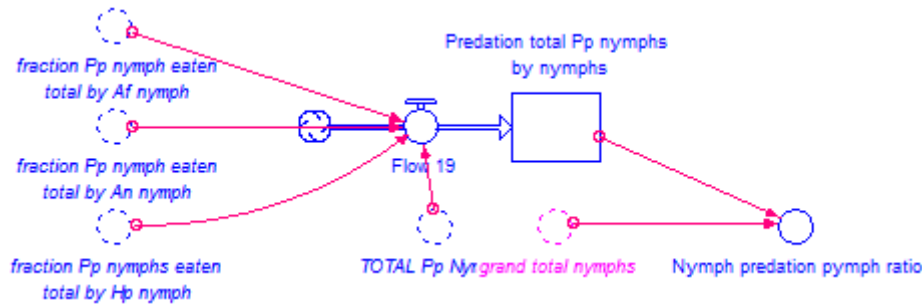 Predation total Pp nymphs
by nymphs
fraction Pp nymph eaten
total by Af nymph
fraction Pp nymph eaten
total by An nymph
Flow 19
fraction Pp nymphs eaten
total by Hp nymph
TOTAL Pp
grand total nymphs
Nymph predation pymph ratio